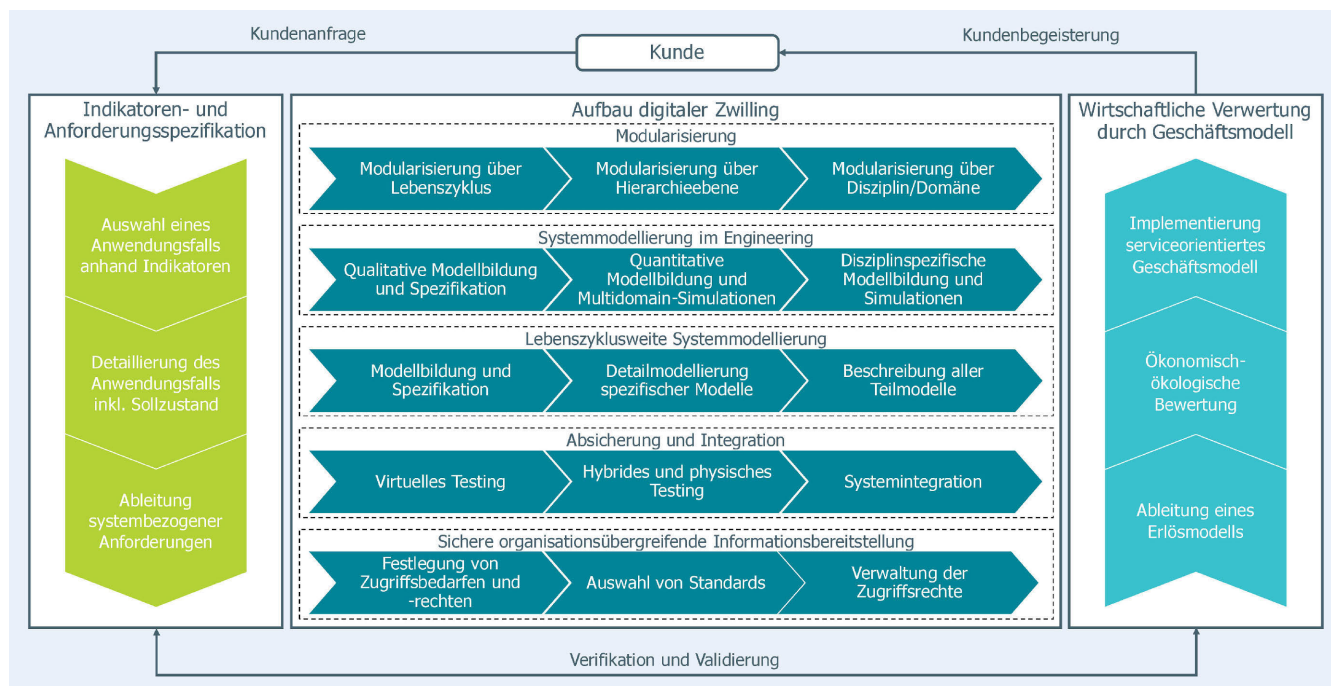 Kundenanfrage
Kunde
Kundenbegeisterung
Indikatoren- und
Anforderungsspezifikation
Auswahl eines
Anwendungsfalls
anhand Indikatoren
Detaillierung des
Anwendungsfalls
inkl. Sollzustand
Ableitung
systembezogener
Anforderungen
Aufbau digitaler Zwilling
Modularisierung
Modularisierung über
Lebenszyklus
Modularisierung über
Hierarchieebene
Modularisierung über
Disziplin/Domäne
Systemmodellierung im Engineering
Qualitative Modellbildung
und Spezifikation
Quantitative
Modellbildung und
Multidomain-Simulationen
Disziplinspezifische
Modellbildung und
Simulationen
Lebenszyklusweite Systemmodellierung
Modellbildung und
Spezifikation
Detailmodellierung
spezifischer Modelle
Beschreibung aller
Teilmodelle
Absicherung und Integration
Virtuelles Testing
Hybrides und physisches
Testing
Systemintegration
Sichere organisationsübergreifende Informationsbereitstellung
Festlegung von
Zugriffsbedarfen und
-rechten
Auswahl von Standards
Verwaltung der
Zugriffsrechte
Wirtschaftliche Verwertung
durch Geschäftsmodell
Implementierung
serviceorientiertes
Geschäftsmodell
Ökonomisch-
ökologische
Bewertung
Ableitung eines
Erlösmodells
Verifikation und Validierung